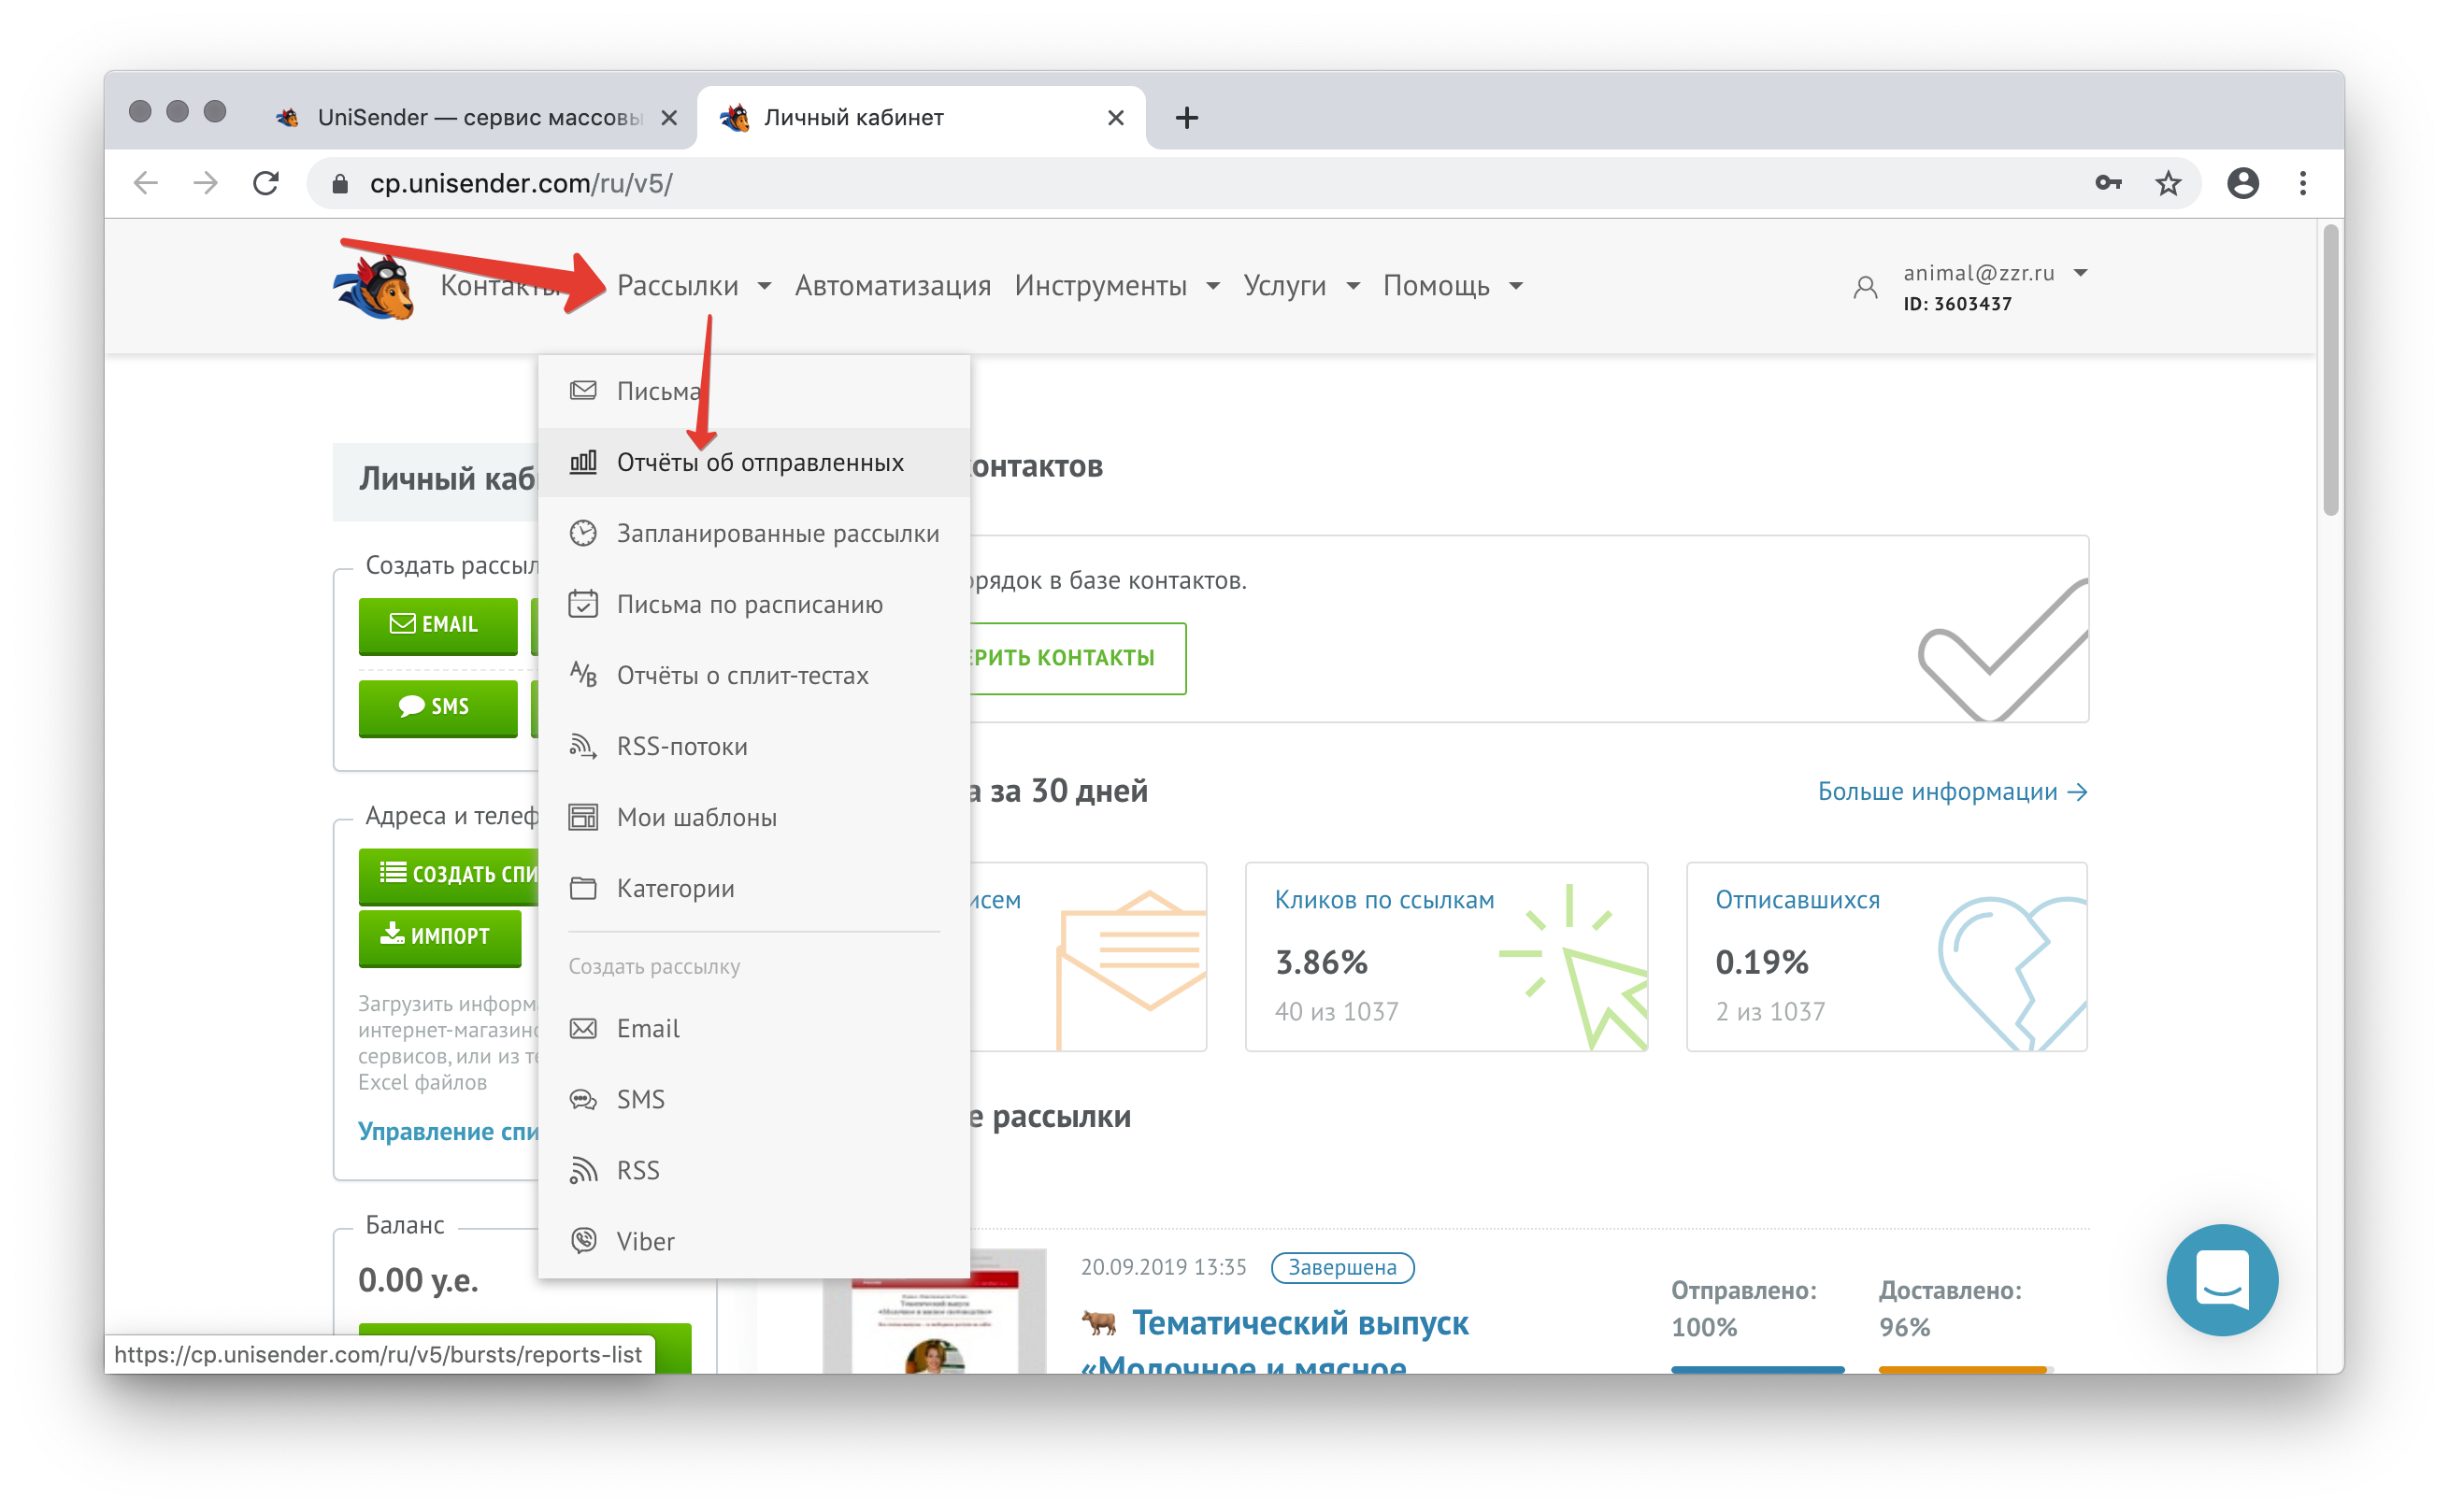 UniSender — сервис массовы
Личный кабинет
cp.unisender.com/ru/v5/
Контакты
Рассылки
Автоматизация
Инструменты
Услуги
Помощь
animal@zzr.ru
ID: 3603437
Письма
Отчёты об отправленных
Запланированные рассылки
Письма по расписанию
Отчёты о сплит-тестах
RSS-потоки
Мои шаблоны
Категории
Создать рассылку
Email
SMS
RSS
Viber
Личный каб
Создать рассыл
EMAIL
SMS
Адреса и телеф
СОЗДАТЬ СПИ
ИМПОРТ
Загрузить информ
интернет-магазино
сервисов, или из те
Excel файлов
Управление спи
Баланс
0.00 у.е.
онтактов
орядок в базе контактов.
ЕРИТЬ КОНТАКТЫ
а за 30 дней
Больше информации
исем
Кликов по ссылкам
3.86%
40 из 1037
Отписавшихся
0.19%
2 из 1037
е рассылки
20.09.2019 13:35
Завершена
Тематический выпуск
«Молочное и мясное
Отправлено:
100%
Доставлено:
96%
https://cp.unisender.com/ru/v5/bursts/reports-list